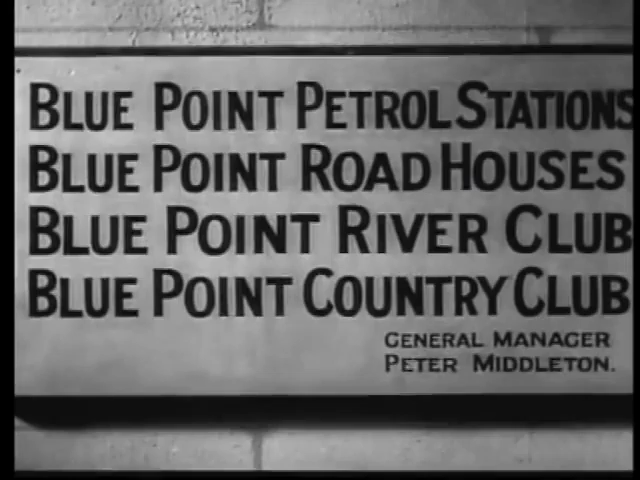 BLUE POINT PETROL STATIONS
BLUE POINT ROAD HOUSES
BLUE POINT RIVER CLUB
BLUE POINT COUNTRY CLUB
GENERAL MANAGER
PETER MIDDLETON.